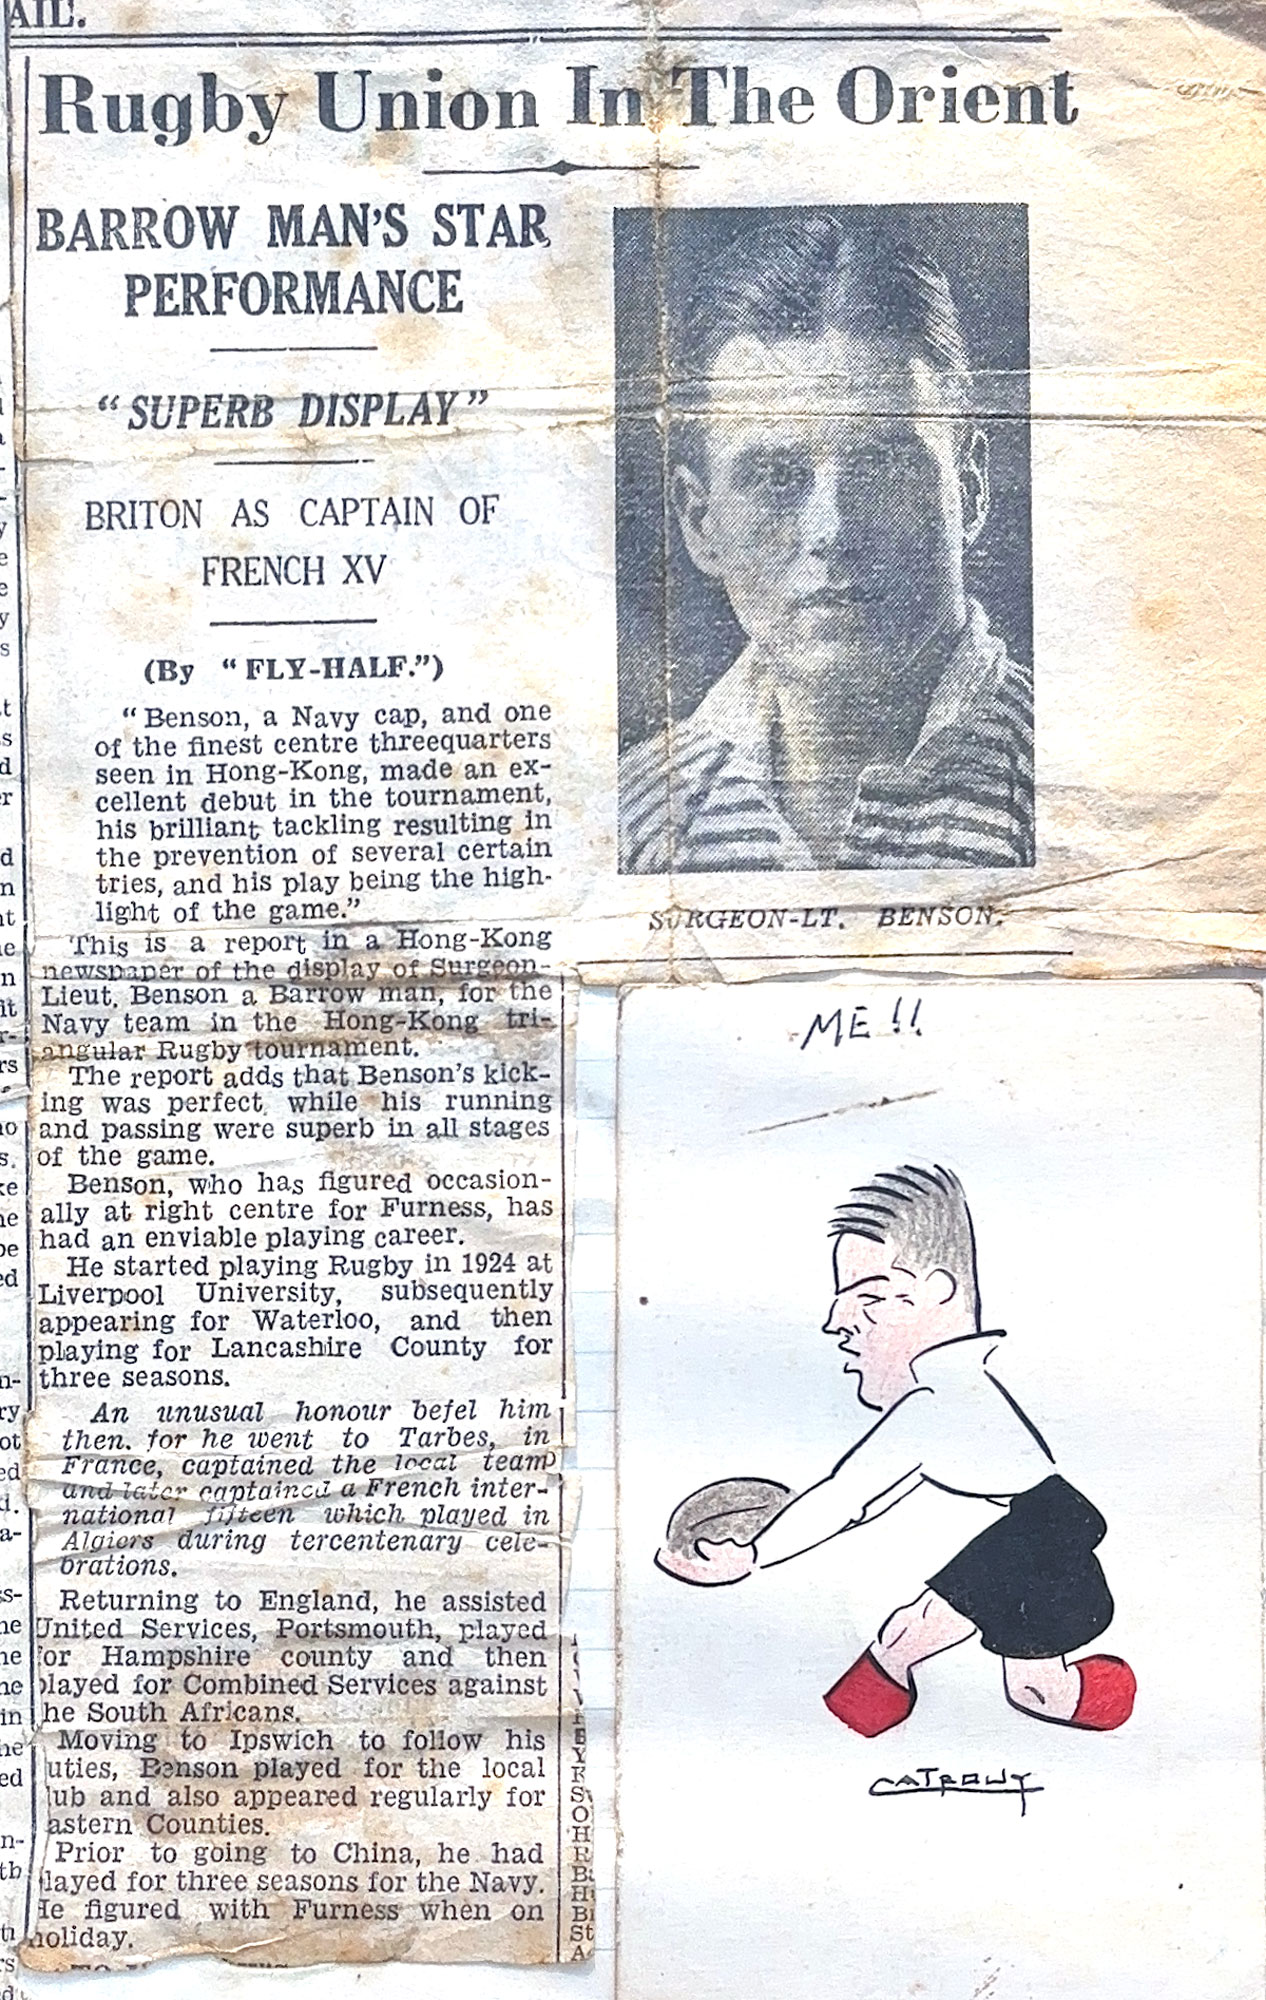 AIL.
Rugby Union In The Orient
BARROW MAN'S STAR
PERFORMANCE
"SUPERB DISPLAY"
BRITON AS CAPTAIN OF
FRENCH XV
(By "FLY-HALF.")
"Benson, a Navy cap, and one
of the finest centre threequarters
seen in Hong-Kong, made an ex-
cellent debut in the tournament,
his brilliant tackling resulting in
the prevention of several certain
tries, and his play being the high-
light of the game."
This is a report in a Hong-Kong
newspaper of the display of Surgeon-
Lieut. Benson a Barrow man, for the
Navy team in the Hong-Kong tri-
angular Rugby tournament.
The report adds that Benson's kick-
ing was perfect while his running
and passing were superb in all stages
of the game.
Benson, who has figured occasion-
ally at right centre for Furness, has
had an enviable playing career.
He started playing Rugby in 1924 at
Liverpool University, subsequently
appearing for Waterloo, and then
playing for Lancashire County for
three seasons.
An unusual honour befel him
then, for he went to Tarbes, in
France, captained the local team
and later captained a French inter-
national fifteen which played in
Algiers during tercentenary cele-
brations.
Returning to England, he assisted
United Services, Portsmouth, played
for Hampshire county and then
played for Combined Services against
he South Africans.
Moving to Ipswich to follow his
uties, Benson played for the local
lub and also appeared regularly for
astern Counties.
Prior to going to China, he had
layed for three seasons for the Navy.
He figured with Furness when on
holiday.
SURGEON-LT. BENSON.
ME!!